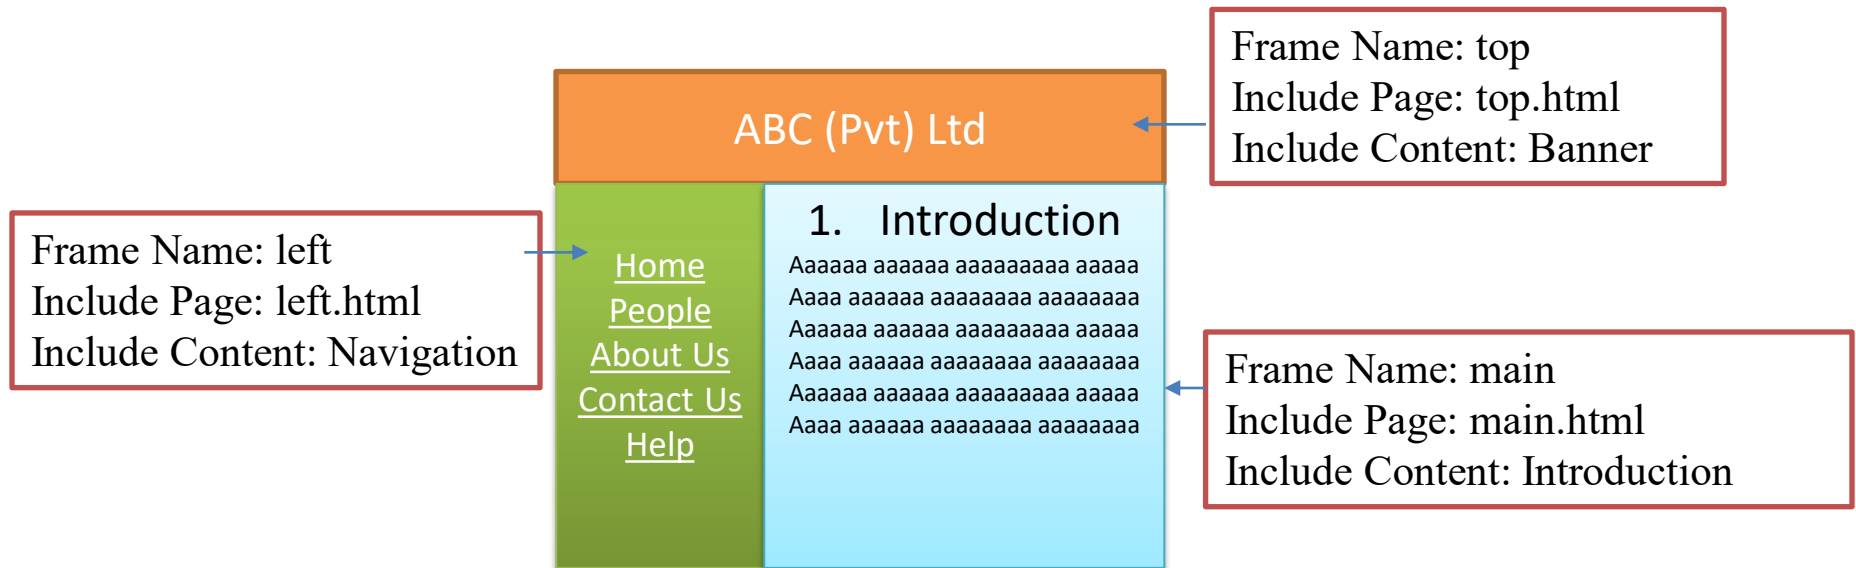 Frame Name: top
Include Page: top.html
Include Content: Banner
ABC (Pvt) Ltd
Frame Name: left
Include Page: left.html
Include Content: Navigation
Home
People
About Us
Contact Us
Help
1. Introduction
Aaaaaa aaaaaa aaaaaaaaa aaaaa
Aaaa aaaaaa aaaaaaaa aaaaaaaa
Aaaaaa aaaaaa aaaaaaaaa aaaaa
Aaaa aaaaaa aaaaaaaa aaaaaaaa
Aaaaaa aaaaaa aaaaaaaaa aaaaa
Aaaa aaaaaa aaaaaaaa aaaaaaaa
Frame Name: main
Include Page: main.html
Include Content: Introduction